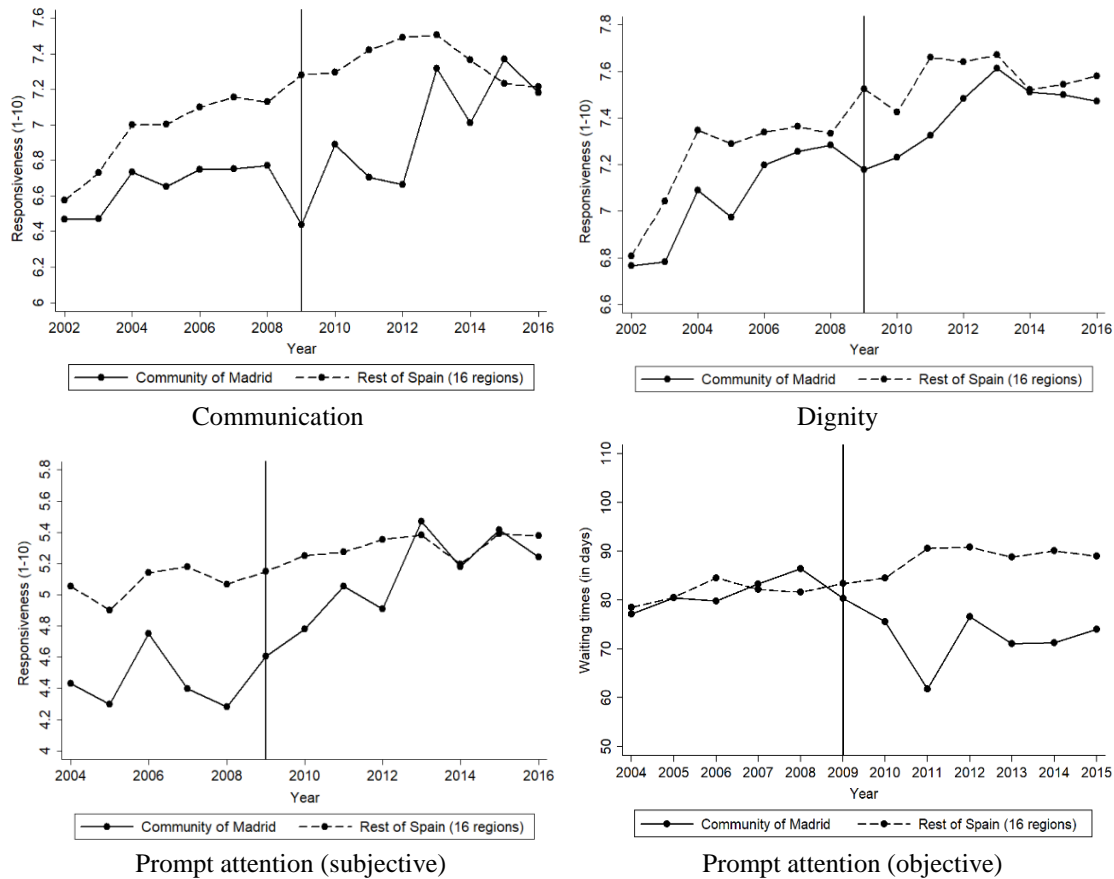 Responsiveness (1-10)
6 6.2 6.4 6.6 6.8 7 7.2 7.4 7.6
2002 2004 2006 2008 2010 2012 2014 2016
Year
Community of Madrid Rest of Spain (16 regions)
Communication
Responsiveness (1-10)
6.6 6.8 7 7.2 7.4 7.6 7.8
2002 2004 2006 2008 2010 2012 2014 2016
Year
Community of Madrid Rest of Spain (16 regions)
Dignity
Responsiveness (1-10)
4 4.2 4.4 4.6 4.8 5 5.2 5.4 5.6 5.8
2004 2006 2008 2010 2012 2014 2016
Year
Community of Madrid Rest of Spain (16 regions)
Prompt attention (subjective)
Waiting times (in days)
50 60 70 80 90 100 110
2004 2005 2006 2007 2008 2009 2010 2011 2012 2013 2014 2015
Year
Community of Madrid Rest of Spain (16 regions)
Prompt attention (objective)